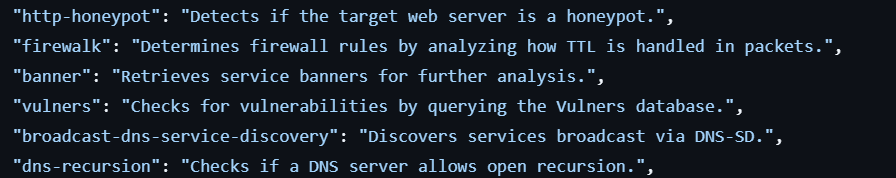 "http-honeypot": "Detects if the target web server is a honeypot.",
"firewalk": "Determines firewall rules by analyzing how TTL is handled in packets.",
"banner": "Retrieves service banners for further analysis.",
"vulners": "Checks for vulnerabilities by querying the Vulners database.",
"broadcast-dns-service-discovery": "Discovers services broadcast via DNS-SD.",
"dns-recursion": "Checks if a DNS server allows open recursion.",